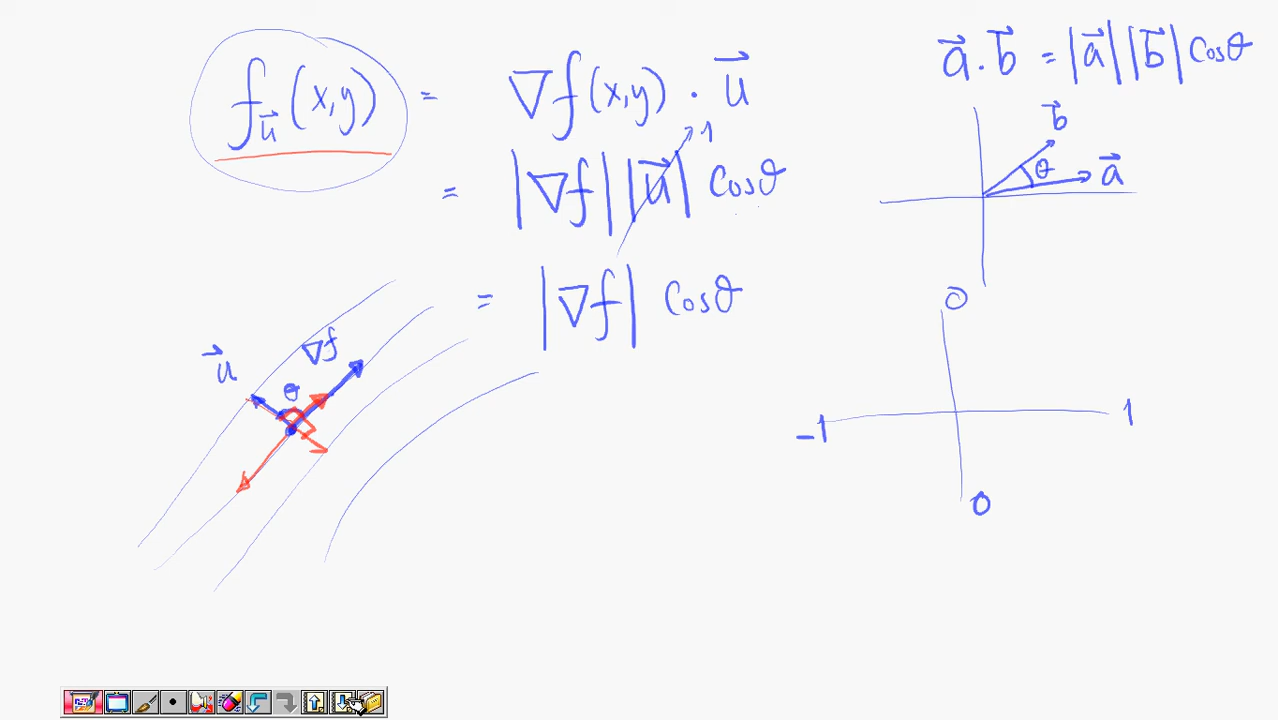 f_u⃗ (x,y) = ∇f(x,y) · u⃗
= |∇f| |u⃗| cosθ
1
= |∇f| cosθ
a⃗ · b⃗ = |a⃗| |b⃗| cosθ
b⃗
θ
a⃗
u⃗
∇f
θ
0
-1
1
0